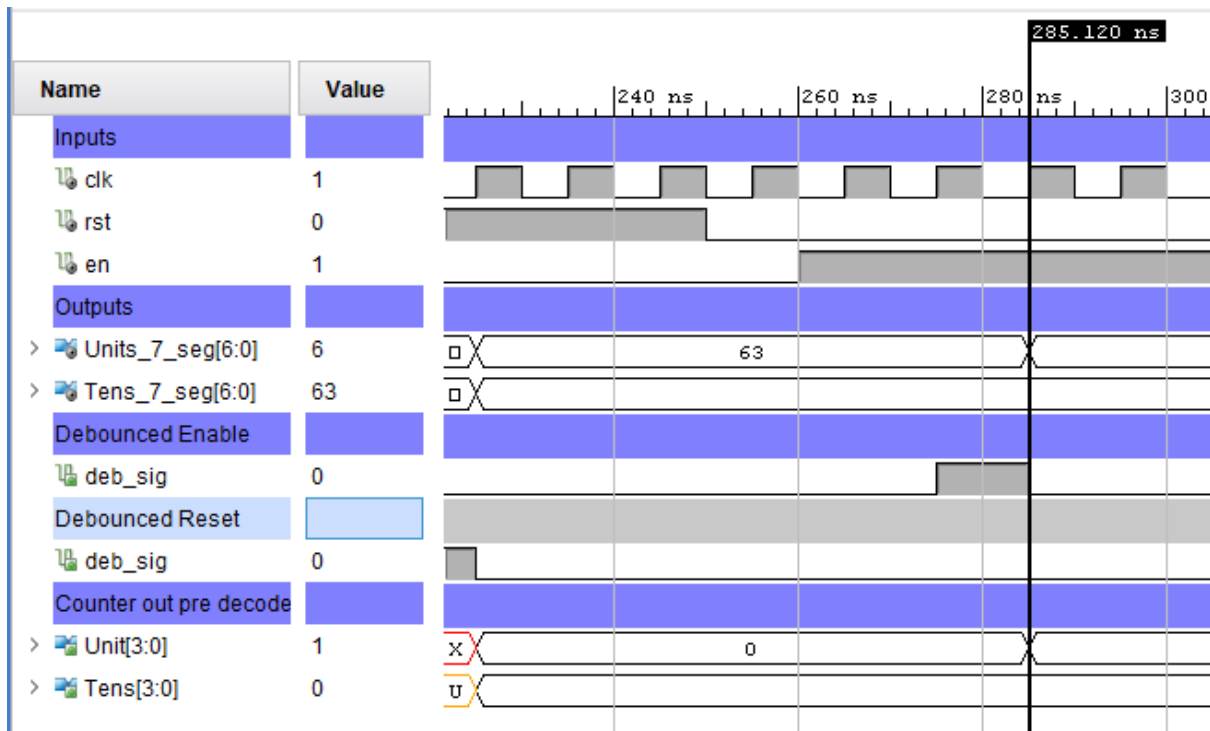 285.120 ns
Name Value 240 ns 260 ns 280 ns 300
Inputs
clk 1
rst 0
en 1
Outputs
Units_7_seg[6:0] 6 63
Tens_7_seg[6:0] 63
Debounced Enable
deb_sig 0
Debounced Reset
deb_sig 0
Counter out pre decode
Unit[3:0] 1 X 0
Tens[3:0] 0 U